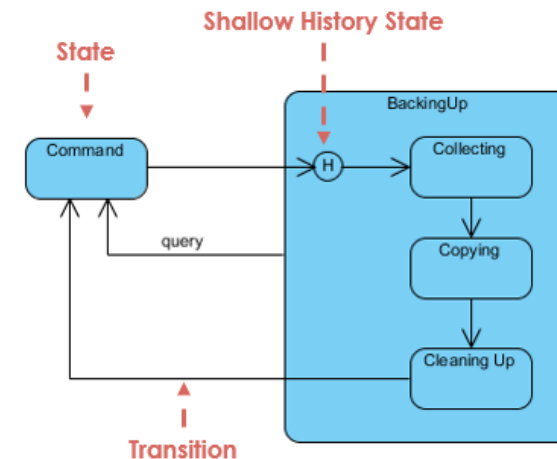 Shallow History State
State
BackingUp
Command
H
Collecting
query
Copying
Cleaning Up
Transition